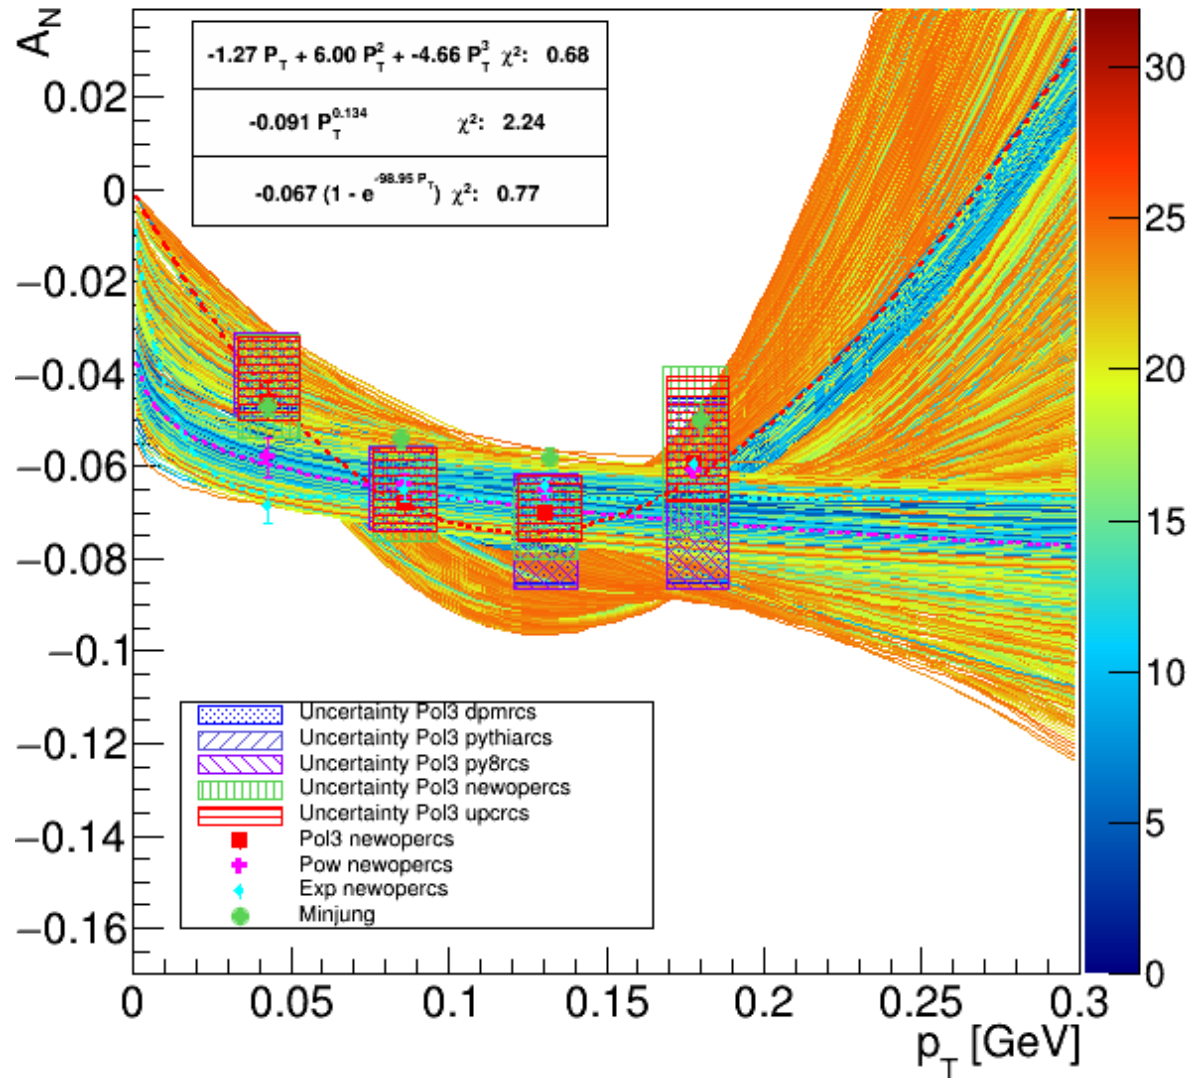 A_N
-1.27 P_T + 6.00 P_T^2 + -4.66 P_T^3 χ²: 0.68
-0.091 P_T^0.134 χ²: 2.24
-0.067 (1 - e^-98.95 P_T) χ²: 0.77
0.02
0
−0.02
−0.04
−0.06
−0.08
−0.1
−0.12
−0.14
−0.16
Uncertainty Pol3 dpmrcs
Uncertainty Pol3 pythiarcs
Uncertainty Pol3 py8rcs
Uncertainty Pol3 newopercs
Uncertainty Pol3 upcrcs
Pol3 newopercs
Pow newopercs
Exp newopercs
Minjung
0 0.05 0.1 0.15 0.2 0.25 0.3
p_T [GeV]
30
25
20
15
10
5
0